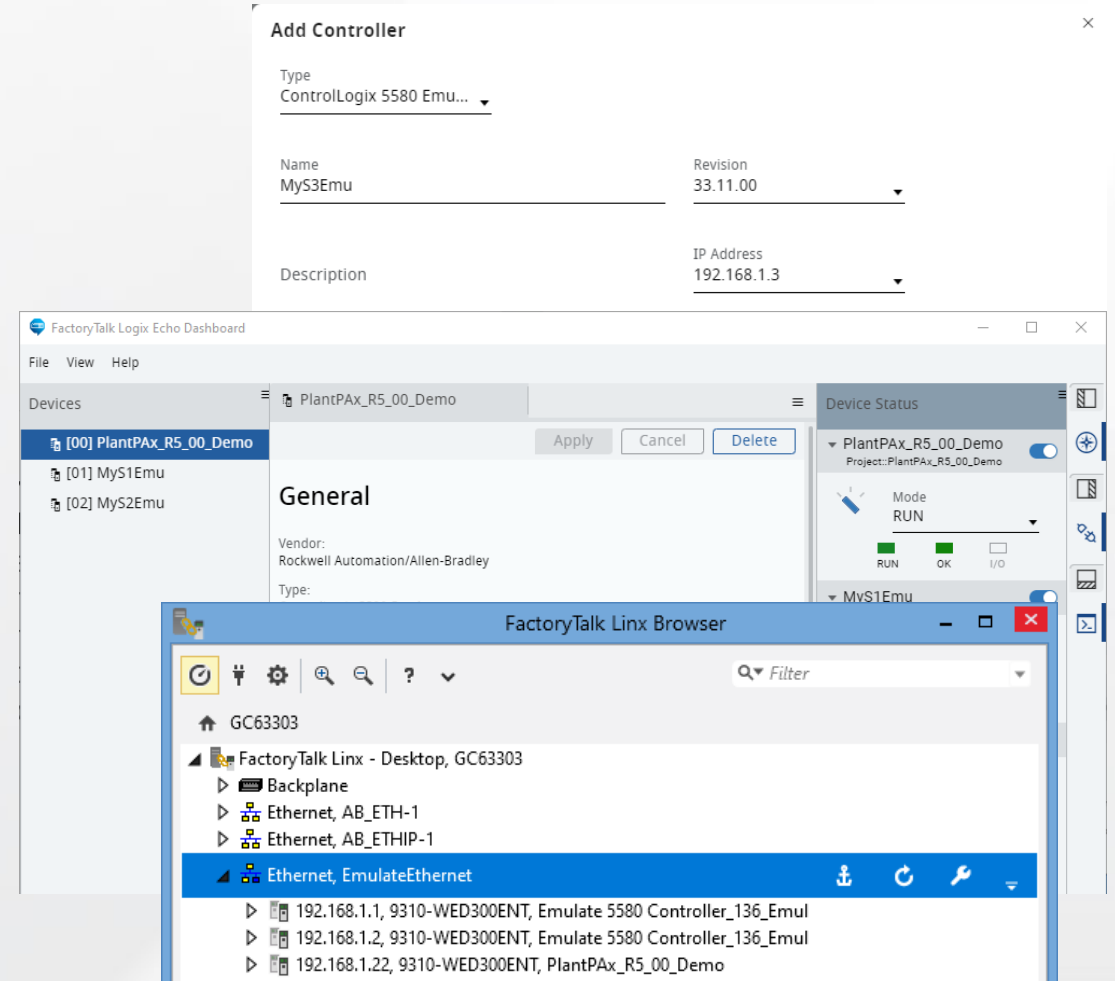 Add Controller
Type
ControlLogix 5580 Emu...
Name
MyS3Emu
Revision
33.11.00
Description
IP Address
192.168.1.3
FactoryTalk Logix Echo Dashboard
File View Help
Devices
PlantPAx_R5_00_Demo
Device Status
[00] PlantPAx_R5_00_Demo
[01] MyS1Emu
[02] MyS2Emu
Apply Cancel Delete
General
Vendor:
Rockwell Automation/Allen-Bradley
Type:
PlantPAx_R5_00_Demo
Project::PlantPAx_R5_00_Demo
Mode
RUN
RUN OK I/O
MyS1Emu
FactoryTalk Linx Browser
? Filter
GC63303
FactoryTalk Linx - Desktop, GC63303
Backplane
Ethernet, AB_ETH-1
Ethernet, AB_ETHIP-1
Ethernet, EmulateEthernet
192.168.1.1, 9310-WED300ENT, Emulate 5580 Controller_136_Emul
192.168.1.2, 9310-WED300ENT, Emulate 5580 Controller_136_Emul
192.168.1.22, 9310-WED300ENT, PlantPAx_R5_00_Demo